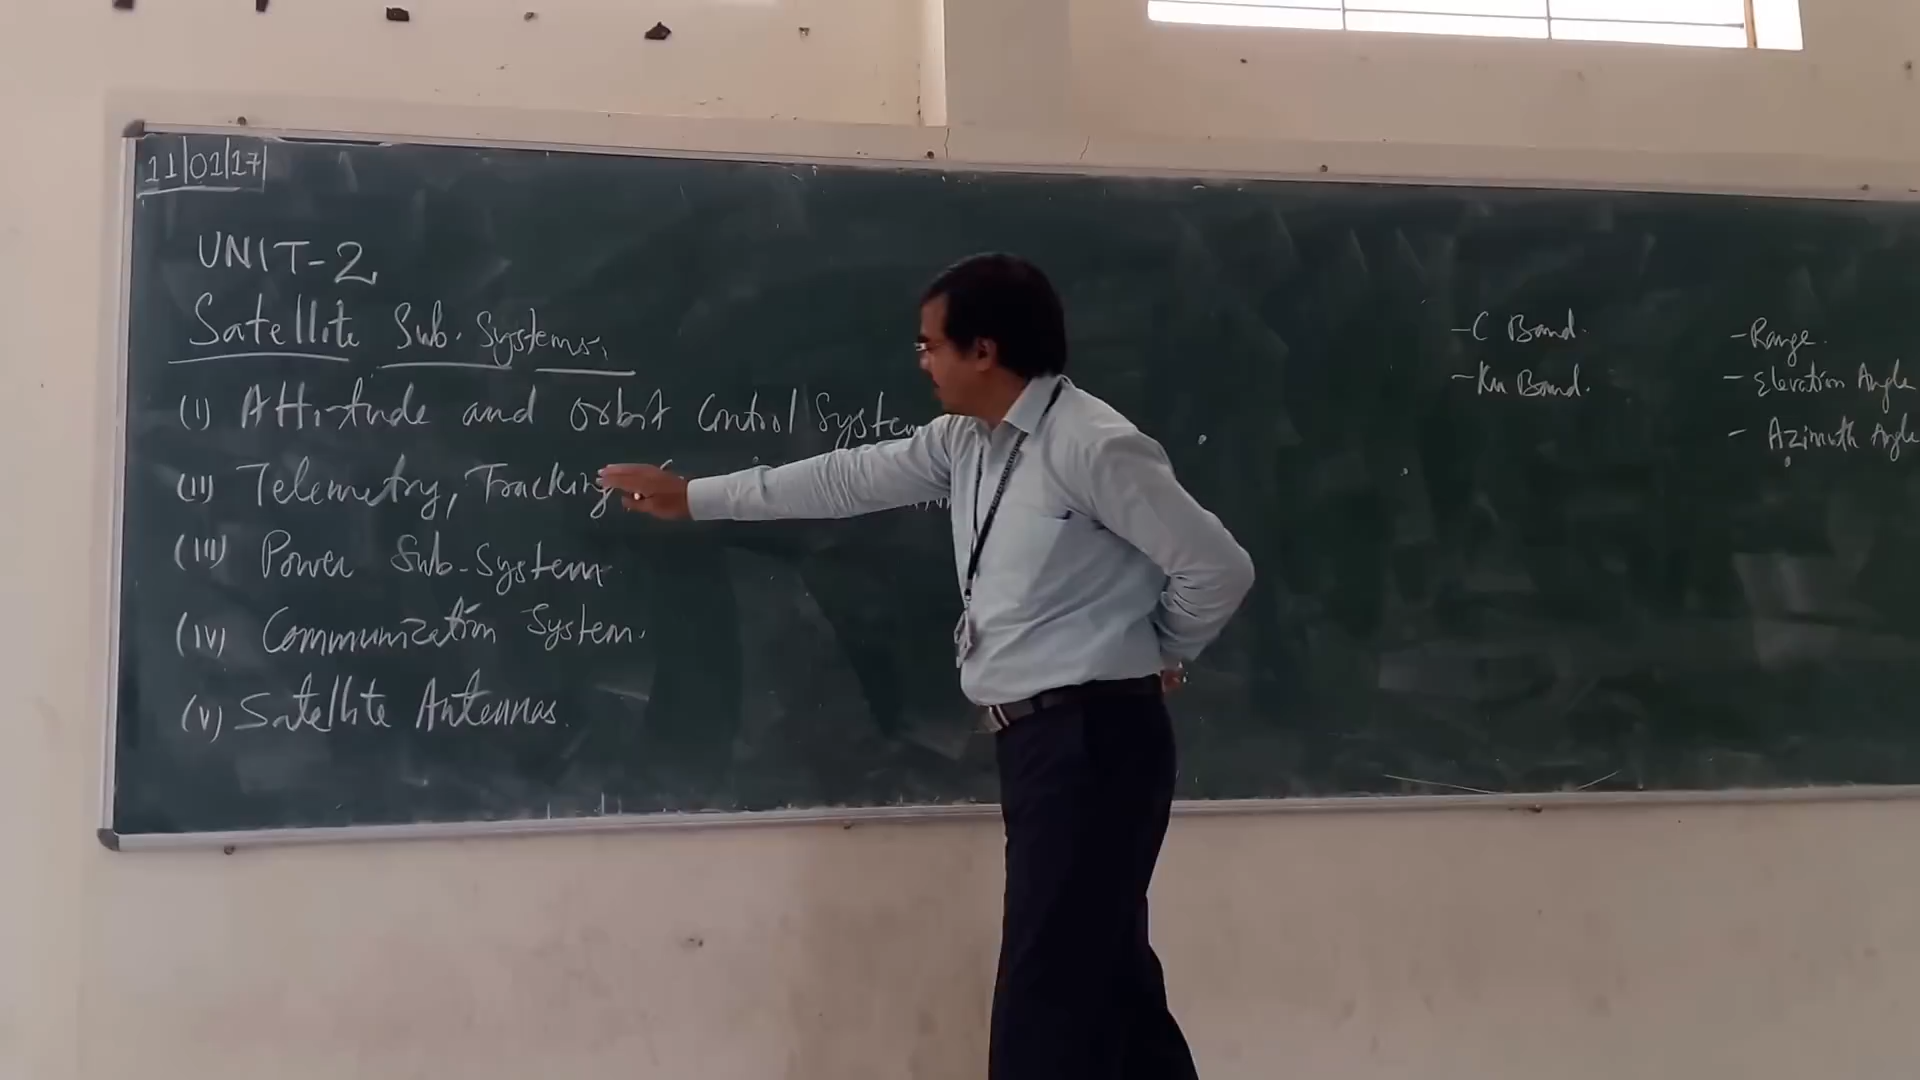 11/01/17
UNIT-2
Satellite Sub-Systems.
(I) Attitude and Orbit Control System
(II) Telemetry, Tracking
(III) Power Sub-System
(IV) Communication System.
(V) Satellite Antennas.
- C Band.
- Ku Band.
- Range.
- Elevation Angle
- Azimuth Angle